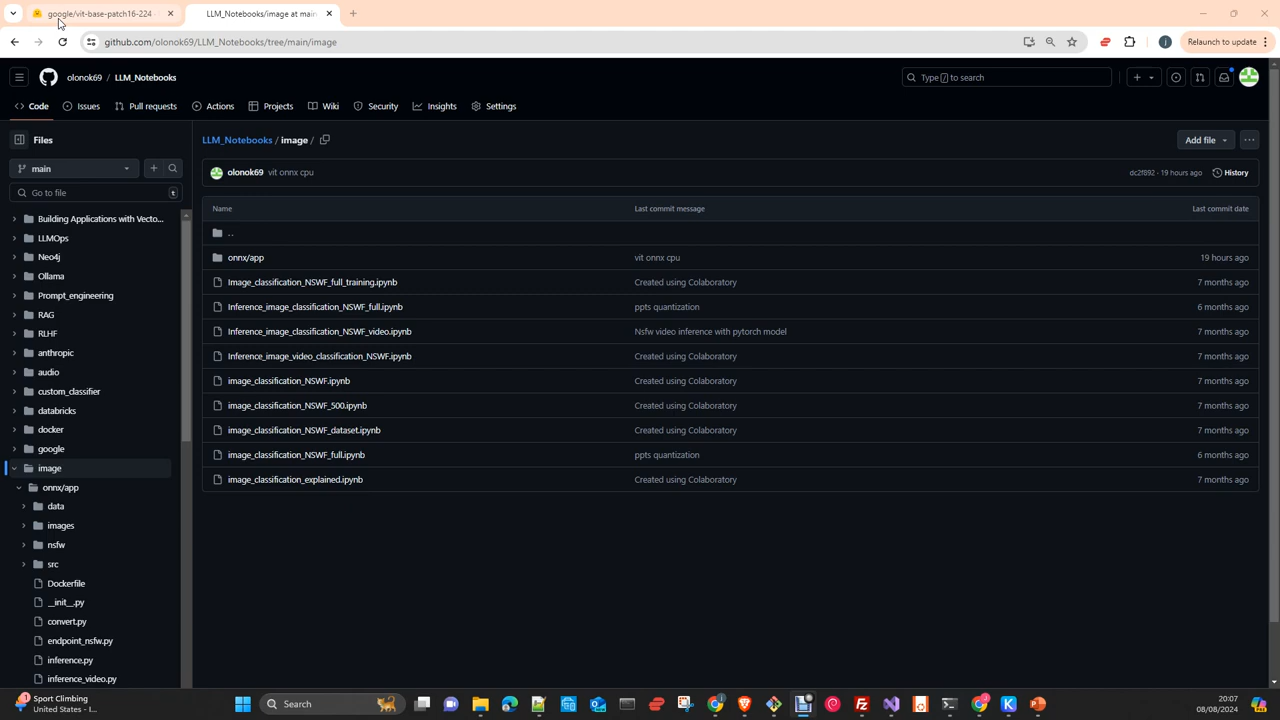 google/vit-base-patch16-224
LLM_Notebooks/image at main
github.com/olonok69/LLM_Notebooks/tree/main/image
Relaunch to update
olonok69 / LLM_Notebooks
Type / to search
Code
Issues
Pull requests
Actions
Projects
Wiki
Security
Insights
Settings
Files
LLM_Notebooks / image /
Add file
main
olonok69 vit onnx cpu
dc2f892 · 19 hours ago
History
Go to file
t
Name
Last commit message
Last commit date
Building Applications with Vecto...
LLMOps
Neo4j
Ollama
Prompt_engineering
RAG
RLHF
anthropic
audio
custom_classifier
databricks
docker
google
image
onnx/app
data
images
nsfw
src
Dockerfile
__init__.py
convert.py
endpoint_nsfw.py
inference.py
inference_video.py
..
onnx/app vit onnx cpu 19 hours ago
Image_classification_NSWF_full_training.ipynb Created using Colaboratory 7 months ago
Inference_image_classification_NSWF_full.ipynb ppts quantization 6 months ago
Inference_image_classification_NSWF_video.ipynb Nsfw video inference with pytorch model 7 months ago
Inference_image_video_classification_NSWF.ipynb Created using Colaboratory 7 months ago
image_classification_NSWF.ipynb Created using Colaboratory 7 months ago
image_classification_NSWF_500.ipynb Created using Colaboratory 7 months ago
image_classification_NSWF_dataset.ipynb Created using Colaboratory 7 months ago
image_classification_NSWF_full.ipynb ppts quantization 6 months ago
image_classification_explained.ipynb Created using Colaboratory 7 months ago
1
Sport Climbing
United States - I...
Search
20:07
08/08/2024